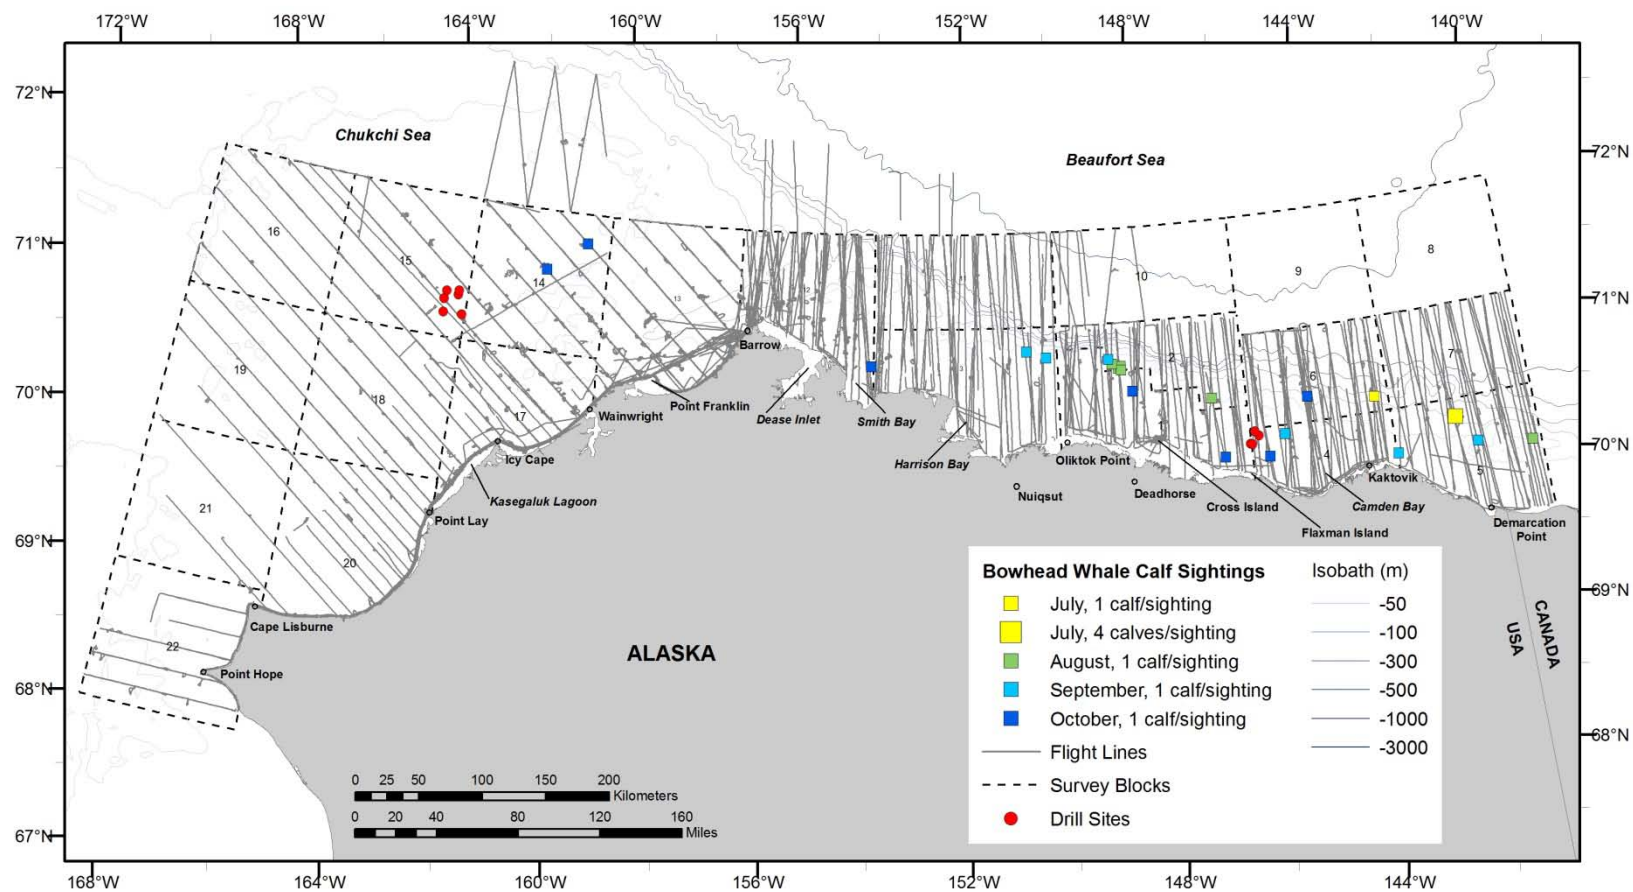 172°W 168°W 164°W 160°W 156°W 152°W 148°W 144°W 140°W
72°N
Chukchi Sea
Beaufort Sea
72°N
16
15
14
13
12
11
10
9
8
71°N
71°N
19
18
17
3
2
6
7
Barrow
70°N
Point Franklin
Wainwright
Dease Inlet
Smith Bay
1
4
5
70°N
Icy Cape
Harrison Bay
Oliktok Point
Kaktovik
Kasegaluk Lagoon
Nuiqsut
Deadhorse
Cross Island
Camden Bay
21
Point Lay
Flaxman Island
Demarcation
Point
69°N
20
69°N
Cape Lisburne
22
Point Hope
ALASKA
68°N
68°N
67°N
USA
CANADA
Bowhead Whale Calf Sightings
July, 1 calf/sighting
July, 4 calves/sighting
August, 1 calf/sighting
September, 1 calf/sighting
October, 1 calf/sighting
Flight Lines
Survey Blocks
Drill Sites
Isobath (m)
-50
-100
-300
-500
-1000
-3000
0 25 50 100 150 200
Kilometers
0 20 40 80 120 160
Miles
168°W 164°W 160°W 156°W 152°W 148°W 144°W